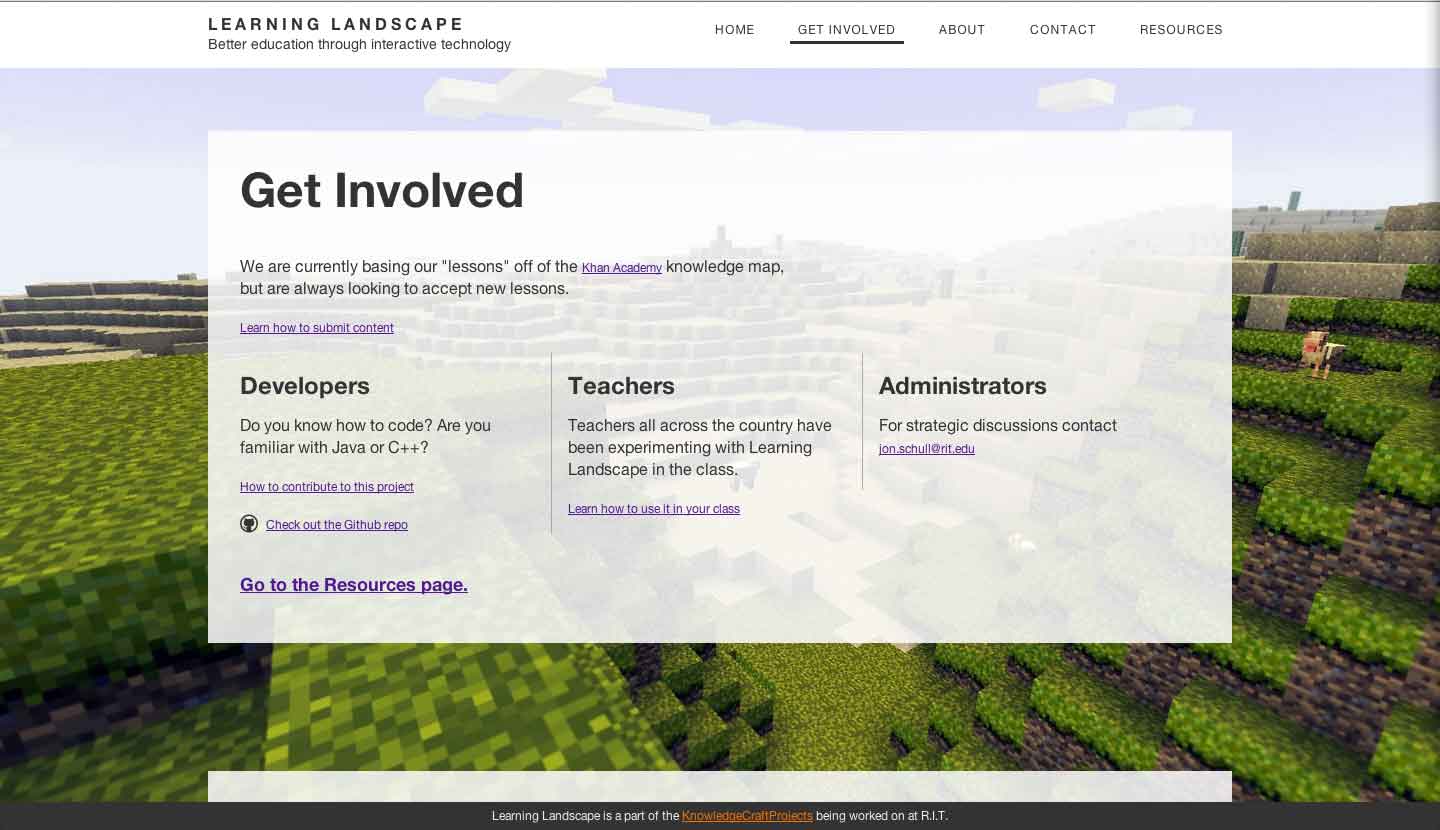 LEARNING LANDSCAPE
Better education through interactive technology
HOME GET INVOLVED ABOUT CONTACT RESOURCES
Get Involved
We are currently basing our "lessons" off of the Khan Academy knowledge map,
but are always looking to accept new lessons.
Learn how to submit content
Developers
Do you know how to code? Are you
familiar with Java or C++?
How to contribute to this project
Check out the Github repo
Teachers
Teachers all across the country have
been experimenting with Learning
Landscape in the class.
Learn how to use it in your class
Administrators
For strategic discussions contact
jon.schull@rit.edu
Go to the Resources page.
Learning Landscape is a part of the KnowledgeCraftProjects being worked on at R.I.T.